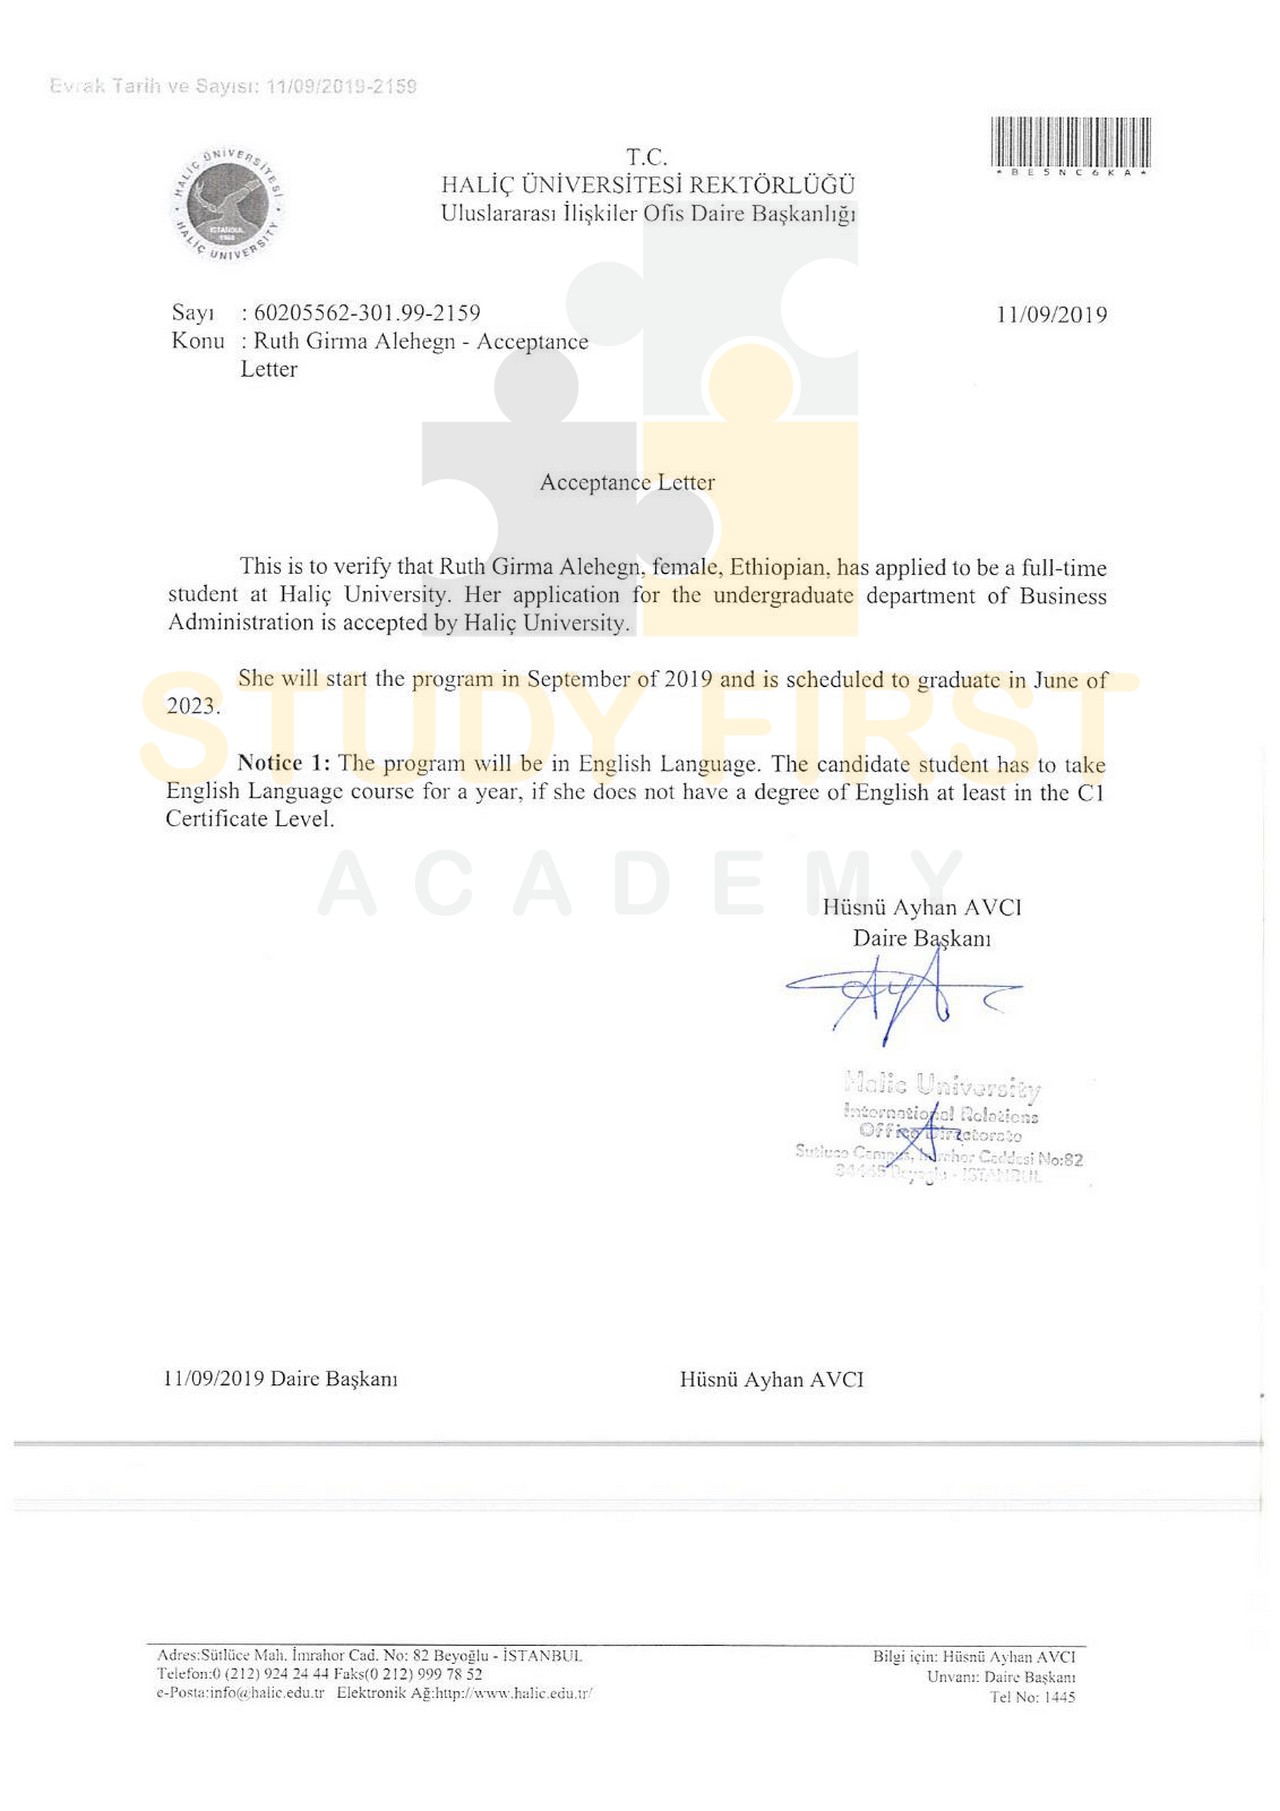 Evrak Tarih ve Sayısı: 11/09/2019-2159
*BE5NC6KA*
HALİÇ ÜNİVERSİTESİ
İSTANBUL
HALİÇ UNIVERSITY
T.C.
HALİÇ ÜNİVERSİTESİ REKTÖRLÜĞÜ
Uluslararası İlişkiler Ofis Daire Başkanlığı
Sayı : 60205562-301.99-2159 11/09/2019
Konu : Ruth Girma Alehegn - Acceptance
Letter
Acceptance Letter
This is to verify that Ruth Girma Alehegn, female, Ethiopian, has applied to be a full-time
student at Haliç University. Her application for the undergraduate department of Business
Administration is accepted by Haliç University.
She will start the program in September of 2019 and is scheduled to graduate in June of
2023.
STUDY FIRST
Notice 1: The program will be in English Language. The candidate student has to take
English Language course for a year, if she does not have a degree of English at least in the C1
Certificate Level.
ACADEMY
Hüsnü Ayhan AVCI
Daire Başkanı
Halic University
International Relations
Office Directorate
Sutluce Campus, Caddesi No:82
Beyoglu - İSTANBUL
11/09/2019 Daire Başkanı Hüsnü Ayhan AVCI
Adres:Sütlüce Mah. İmrahor Cad. No: 82 Beyoğlu - İSTANBUL
Telefon:0 (212) 924 24 44 Faks(0 212) 999 78 52
e-Posta:info@halic.edu.tr Elektronik Ağ:http://www.halic.edu.tr/
Bilgi için: Hüsnü Ayhan AVCI
Unvanı: Daire Başkanı
Tel No: 1445